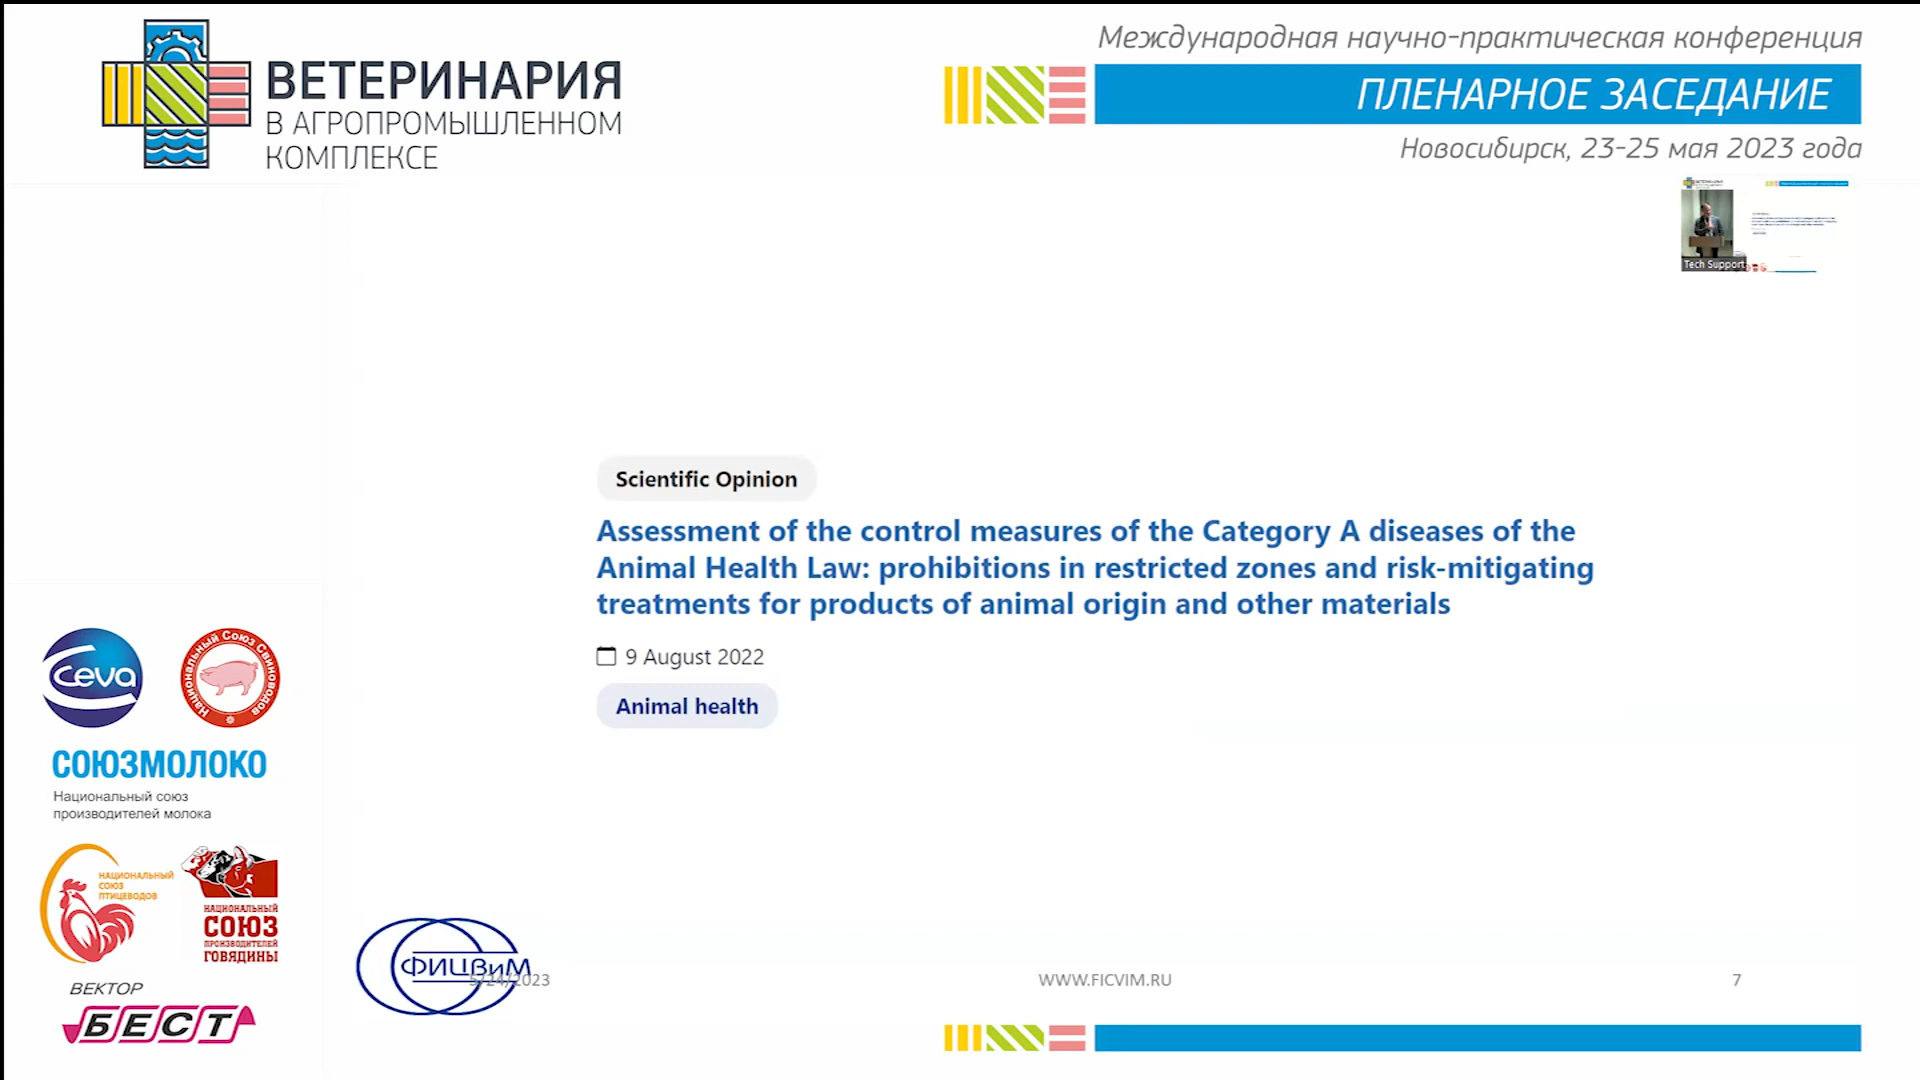 ВЕТЕРИНАРИЯ
В АГРОПРОМЫШЛЕННОМ
КОМПЛЕКСЕ
Международная научно-практическая конференция
ПЛЕНАРНОЕ ЗАСЕДАНИЕ
Новосибирск, 23-25 мая 2023 года
Tech Support
Scientific Opinion
Assessment of the control measures of the Category A diseases of the
Animal Health Law: prohibitions in restricted zones and risk-mitigating
treatments for products of animal origin and other materials
9 August 2022
Animal health
Ceva
Национальный Союз Свиноводов
СОЮЗМОЛОКО
Национальный союз
производителей молока
НАЦИОНАЛЬНЫЙ
СОЮЗ
ПТИЦЕВОДОВ
НАЦИОНАЛЬНЫЙ
СОЮЗ
ПРОИЗВОДИТЕЛЕЙ
ГОВЯДИНЫ
ВЕКТОР
БЕСТ
ФИЦВиМ
5/24/2023
WWW.FICVIM.RU
7